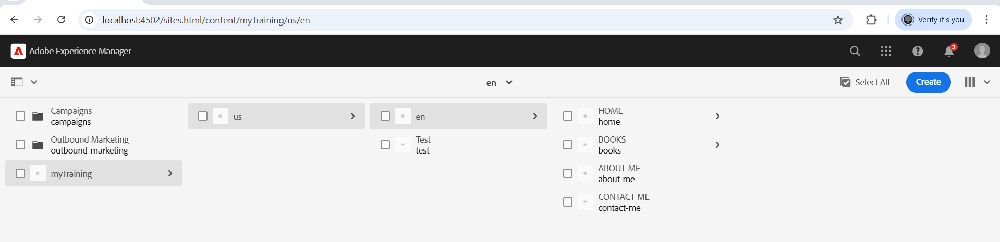 localhost:4502/sites.html/content/myTraining/us/en
Verify it's you
Adobe Experience Manager
3
en
Select All
Create
Campaigns
campaigns
Outbound Marketing
outbound-marketing
myTraining
us
en
Test
test
HOME
home
BOOKS
books
ABOUT ME
about-me
CONTACT ME
contact-me